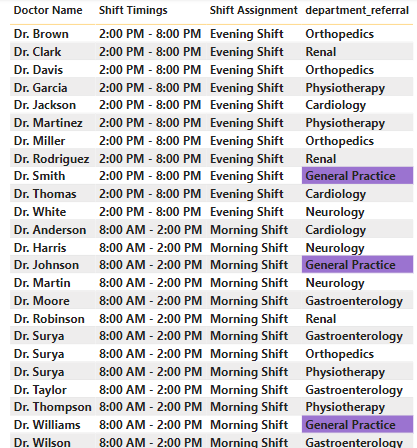 Doctor Name Shift Timings Shift Assignment department_referral
Dr. Brown 2:00 PM - 8:00 PM Evening Shift Orthopedics
Dr. Clark 2:00 PM - 8:00 PM Evening Shift Renal
Dr. Davis 2:00 PM - 8:00 PM Evening Shift Orthopedics
Dr. Garcia 2:00 PM - 8:00 PM Evening Shift Physiotherapy
Dr. Jackson 2:00 PM - 8:00 PM Evening Shift Cardiology
Dr. Martinez 2:00 PM - 8:00 PM Evening Shift Physiotherapy
Dr. Miller 2:00 PM - 8:00 PM Evening Shift Orthopedics
Dr. Rodriguez 2:00 PM - 8:00 PM Evening Shift Renal
Dr. Smith 2:00 PM - 8:00 PM Evening Shift General Practice
Dr. Thomas 2:00 PM - 8:00 PM Evening Shift Cardiology
Dr. White 2:00 PM - 8:00 PM Evening Shift Neurology
Dr. Anderson 8:00 AM - 2:00 PM Morning Shift Cardiology
Dr. Harris 8:00 AM - 2:00 PM Morning Shift Neurology
Dr. Johnson 8:00 AM - 2:00 PM Morning Shift General Practice
Dr. Martin 8:00 AM - 2:00 PM Morning Shift Neurology
Dr. Moore 8:00 AM - 2:00 PM Morning Shift Gastroenterology
Dr. Robinson 8:00 AM - 2:00 PM Morning Shift Renal
Dr. Surya 8:00 AM - 2:00 PM Morning Shift Gastroenterology
Dr. Surya 8:00 AM - 2:00 PM Morning Shift Orthopedics
Dr. Surya 8:00 AM - 2:00 PM Morning Shift Physiotherapy
Dr. Taylor 8:00 AM - 2:00 PM Morning Shift Gastroenterology
Dr. Thompson 8:00 AM - 2:00 PM Morning Shift Physiotherapy
Dr. Williams 8:00 AM - 2:00 PM Morning Shift General Practice
Dr. Wilson 8:00 AM - 2:00 PM Morning Shift Gastroenterology